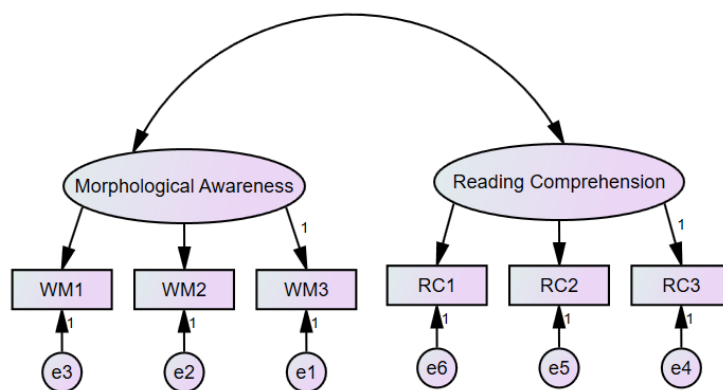 Morphological Awareness
Reading Comprehension
1
1
WM1
WM2
WM3
RC1
RC2
RC3
1
1
1
1
1
1
e3
e2
e1
e6
e5
e4